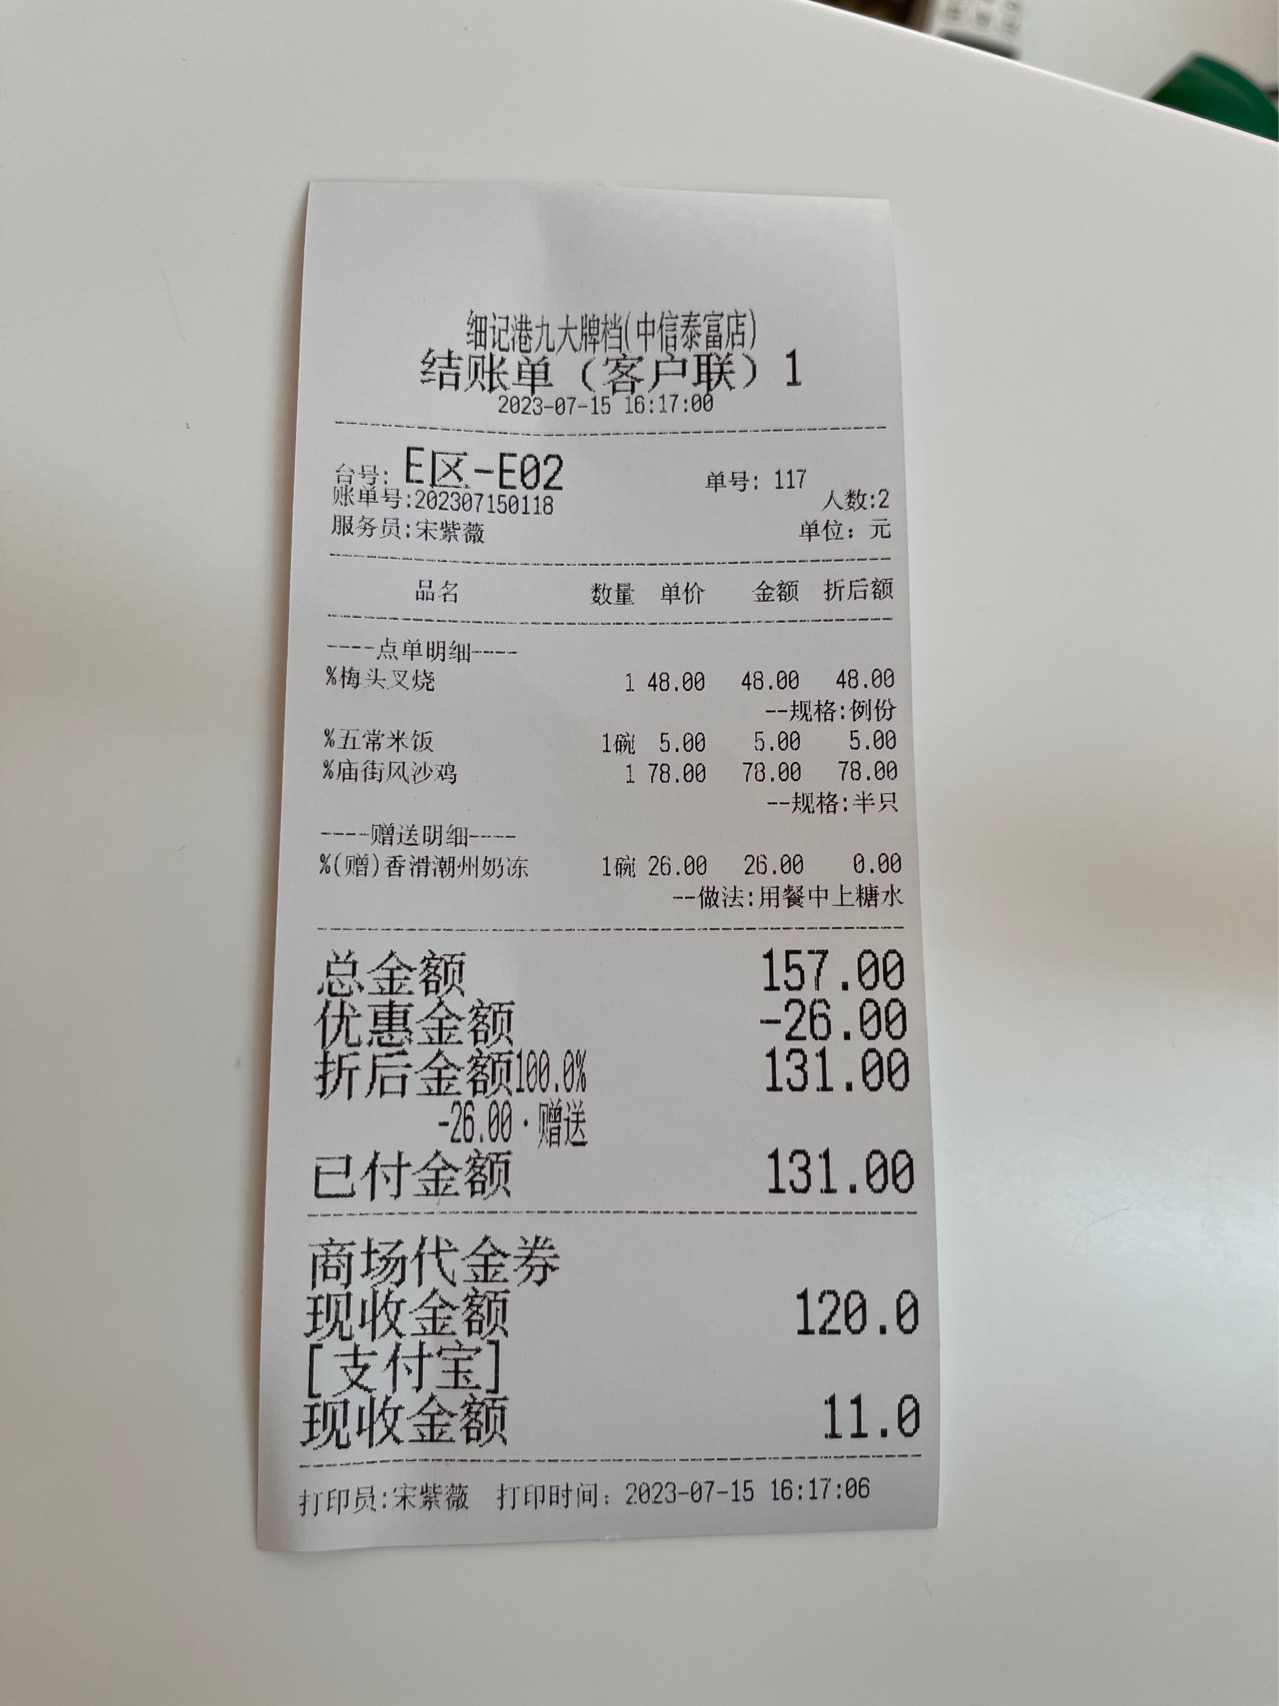 细记港九大牌档(中信泰富店)
结账单（客户联）1
2023-07-15 16:17:00
台号: E区-E02 单号: 117
账单号:202307150118 人数:2
服务员:宋紫薇 单位: 元
品名 数量 单价 金额 折后额
----点单明细----
%梅头叉烧 1 48.00 48.00 48.00
--规格:例份
%五常米饭 1碗 5.00 5.00 5.00
%庙街风沙鸡 1 78.00 78.00 78.00
--规格:半只
----赠送明细----
%(赠)香滑潮州奶冻 1碗 26.00 26.00 0.00
--做法:用餐中上糖水
总金额 157.00
优惠金额 -26.00
折后金额100.0% 131.00
-26.00·赠送
已付金额 131.00
商场代金券
现收金额 120.0
[支付宝]
现收金额 11.0
打印员:宋紫薇 打印时间: 2023-07-15 16:17:06